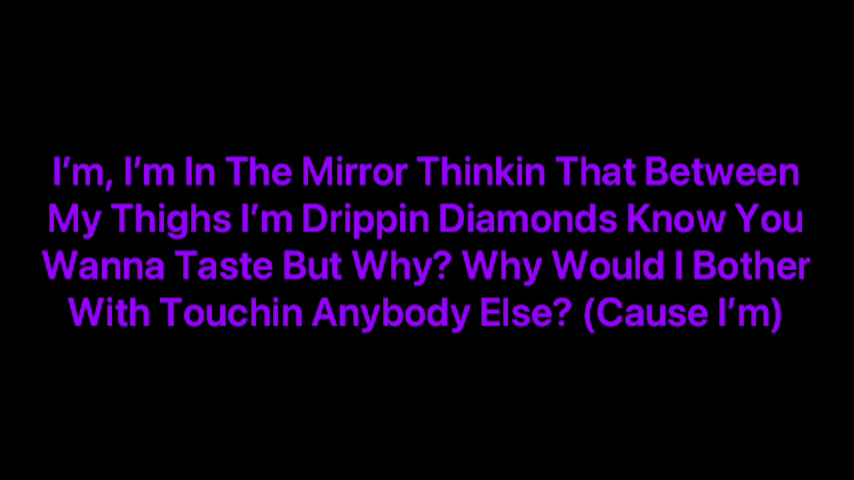 I’m, I’m In The Mirror Thinkin That Between
My Thighs I’m Drippin Diamonds Know You
Wanna Taste But Why? Why Would I Bother
With Touchin Anybody Else? (Cause I’m)